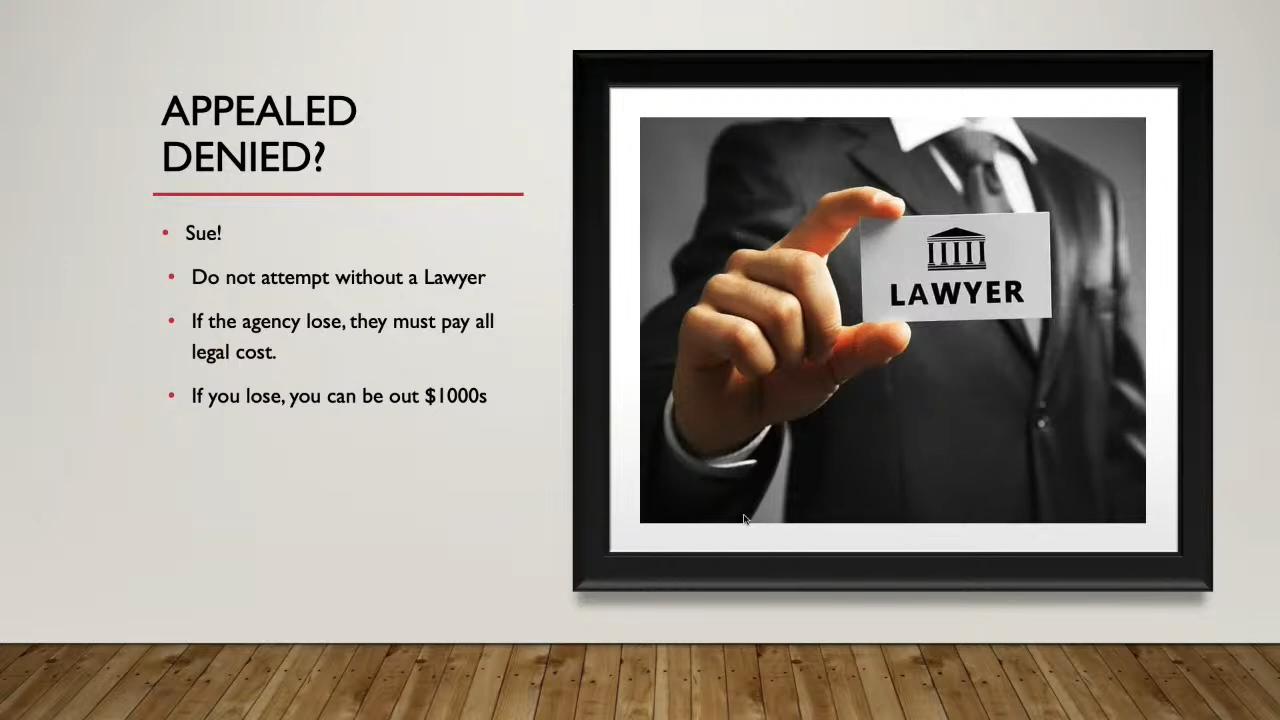 APPEALED
DENIED?
• Sue!
• Do not attempt without a Lawyer
• If the agency lose, they must pay all
legal cost.
• If you lose, you can be out $1000s
LAWYER